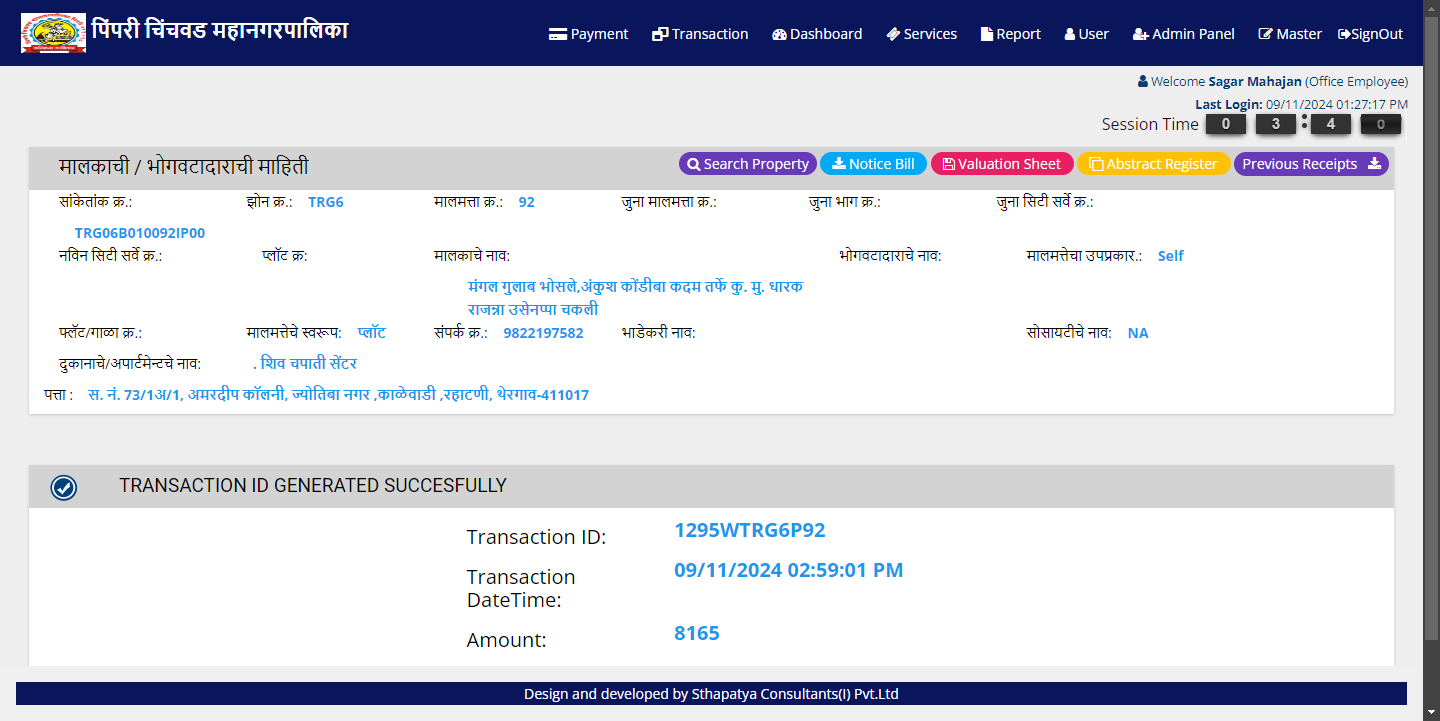 पिंपरी चिंचवड महानगरपालिका
Payment Transaction Dashboard Services Report User Admin Panel Master SignOut
Welcome Sagar Mahajan (Office Employee)
Last Login: 09/11/2024 01:27:17 PM
Session Time 0 3 : 4 0
मालकाची / भोगवटादाराची माहिती Search Property Notice Bill Valuation Sheet Abstract Register Previous Receipts
सांकेतांक क्र.: झोन क्र.: TRG6 मालमत्ता क्र.: 92 जुना मालमत्ता क्र.: जुना भाग क्र.: जुना सिटी सर्वे क्र.:
TRG06B010092IP00
नविन सिटी सर्वे क्र.: प्लॉट क्र: मालकाचे नाव: भोगवटादाराचे नाव: मालमत्तेचा उपप्रकार.: Self
मंगल गुलाब भोसले,अंकुश कोंडीबा कदम तर्फे कु. मु. धारक
राजन्ना उसेनप्पा चकली
फ्लॅट/गाळा क्र.: मालमत्तेचे स्वरूप: प्लॉट संपर्क क्र.: 9822197582 भाडेकरी नाव: सोसायटीचे नाव: NA
दुकानाचे/अपार्टमेन्टचे नाव: . शिव चपाती सेंटर
पत्ता : स. नं. 73/1अ/1, अमरदीप कॉलनी, ज्योतिबा नगर ,काळेवाडी ,रहाटणी, थेरगाव-411017
TRANSACTION ID GENERATED SUCCESFULLY
Transaction ID: 1295WTRG6P92
Transaction 09/11/2024 02:59:01 PM
DateTime:
Amount: 8165
Design and developed by Sthapatya Consultants(I) Pvt.Ltd